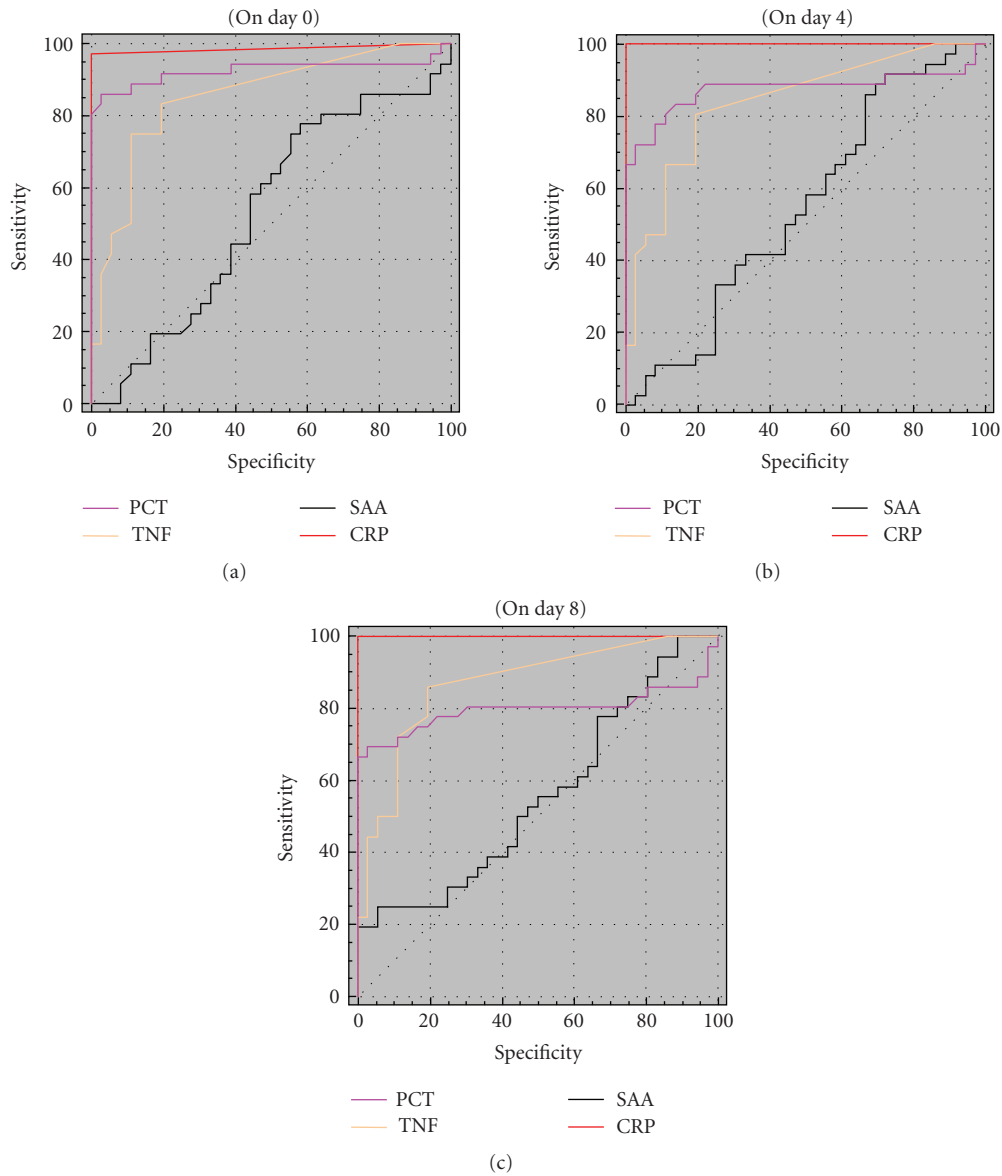 (On day 0)
100
80
60
40
20
0
Sensitivity
0 20 40 60 80 100
Specificity
PCT SAA
TNF CRP
(a)
(On day 4)
100
80
60
40
20
0
Sensitivity
0 20 40 60 80 100
Specificity
PCT SAA
TNF CRP
(b)
(On day 8)
100
80
60
40
20
0
Sensitivity
0 20 40 60 80 100
Specificity
PCT SAA
TNF CRP
(c)